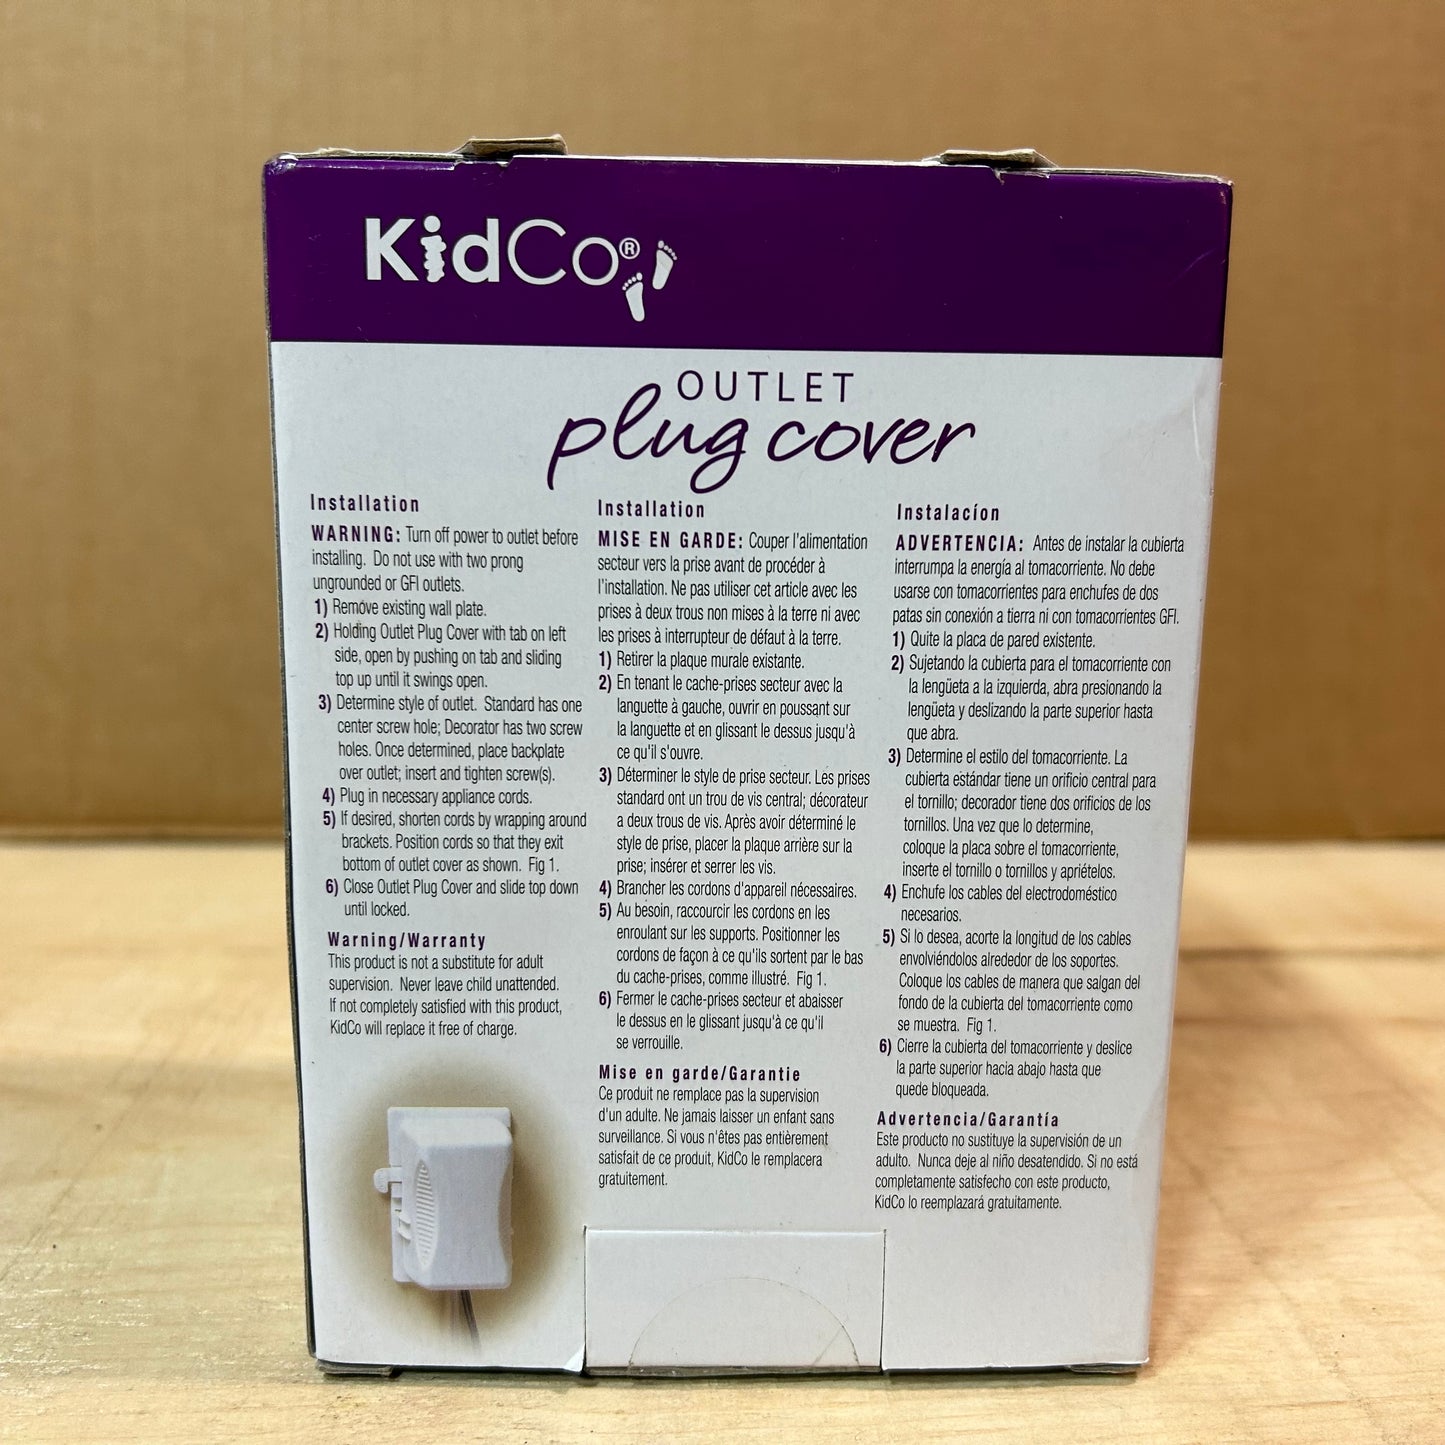 KidCo®
OUTLET
plug cover
Installation
WARNING: Turn off power to outlet before
installing. Do not use with two prong
ungrounded or GFI outlets.
1) Remove existing wall plate.
2) Holding Outlet Plug Cover with tab on left
side, open by pushing on tab and sliding
top up until it swings open.
3) Determine style of outlet. Standard has one
center screw hole; Decorator has two screw
holes. Once determined, place backplate
over outlet; insert and tighten screw(s).
4) Plug in necessary appliance cords.
5) If desired, shorten cords by wrapping around
brackets. Position cords so that they exit
bottom of outlet cover as shown. Fig 1.
6) Close Outlet Plug Cover and slide top down
until locked.
Warning/Warranty
This product is not a substitute for adult
supervision. Never leave child unattended.
If not completely satisfied with this product,
KidCo will replace it free of charge.
Installation
MISE EN GARDE: Couper l'alimentation
secteur vers la prise avant de procéder à
l'installation. Ne pas utiliser cet article avec les
prises à deux trous non mises à la terre ni avec
les prises à interrupteur de défaut à la terre.
1) Retirer la plaque murale existante.
2) En tenant le cache-prises secteur avec la
languette à gauche, ouvrir en poussant sur
la languette et en glissant le dessus jusqu'à
ce qu'il s'ouvre.
3) Déterminer le style de prise secteur. Les prises
standard ont un trou de vis central; décorateur
a deux trous de vis. Après avoir déterminé le
style de prise, placer la plaque arrière sur la
prise; insérer et serrer les vis.
4) Brancher les cordons d'appareil nécessaires.
5) Au besoin, raccourcir les cordons en les
enroulant sur les supports. Positionner les
cordons de façon à ce qu'ils sortent par le bas
du cache-prises, comme illustré. Fig 1.
6) Fermer le cache-prises secteur et abaisser
le dessus en le glissant jusqu'à ce qu'il
se verrouille.
Mise en garde/Garantie
Ce produit ne remplace pas la supervision
d'un adulte. Ne jamais laisser un enfant sans
surveillance. Si vous n'êtes pas entièrement
satisfait de ce produit, KidCo le remplacera
gratuitement.
Instalacíon
ADVERTENCIA: Antes de instalar la cubierta
interrumpa la energía al tomacorriente. No debe
usarse con tomacorrientes para enchufes de dos
patas sin conexión a tierra ni con tomacorrientes GFI.
1) Quite la placa de pared existente.
2) Sujetando la cubierta para el tomacorriente con
la lengüeta a la izquierda, abra presionando la
lengüeta y deslizando la parte superior hasta
que abra.
3) Determine el estilo del tomacorriente. La
cubierta estándar tiene un orificio central para
el tornillo; decorador tiene dos orificios de los
tornillos. Una vez que lo determine,
coloque la placa sobre el tomacorriente,
inserte el tornillo o tornillos y apriételos.
4) Enchufe los cables del electrodoméstico
necesarios.
5) Si lo desea, acorte la longitud de los cables
envolviéndolos alrededor de los soportes.
Coloque los cables de manera que salgan del
fondo de la cubierta del tomacorriente como
se muestra. Fig 1.
6) Cierre la cubierta del tomacorriente y deslice
la parte superior hacia abajo hasta que
quede bloqueada.
Advertencia/Garantía
Este producto no sustituye la supervisión de un
adulto. Nunca deje al niño desatendido. Si no está
completamente satisfecho con este producto,
KidCo lo reemplazará gratuitamente.